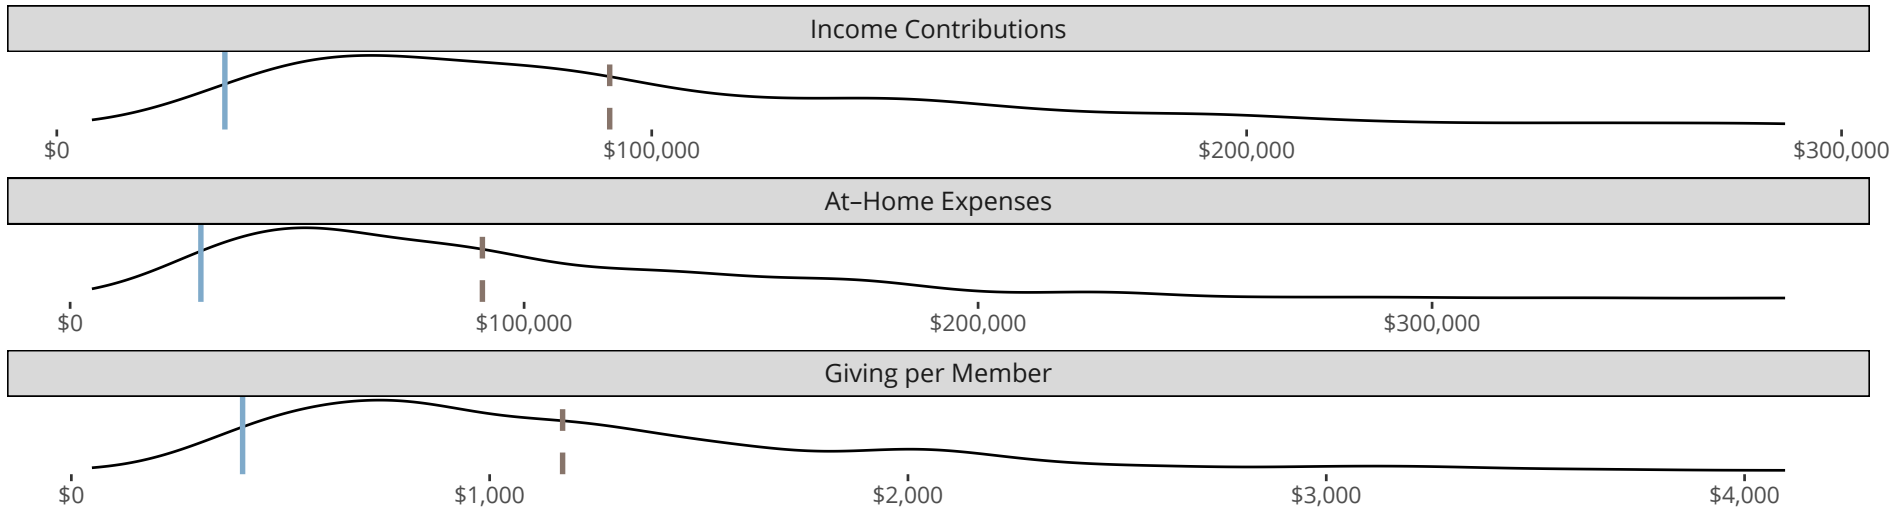 Income Contributions
$0 $100,000 $200,000 $300,000
At–Home Expenses
$0 $100,000 $200,000 $300,000
Giving per Member
$0 $1,000 $2,000 $3,000 $4,000